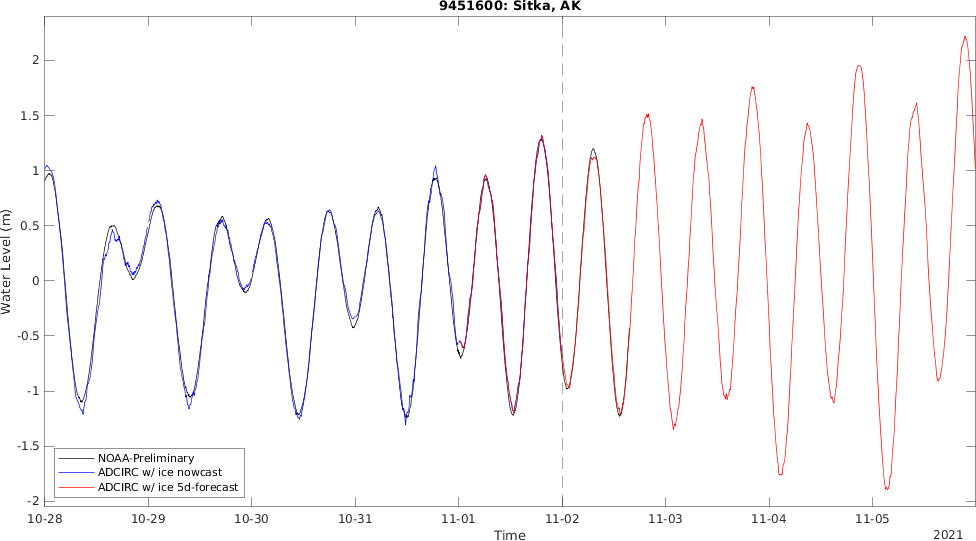 9451600: Sitka, AK
Water Level (m)
2
1.5
1
0.5
0
-0.5
-1
-1.5
-2
NOAA-Preliminary
ADCIRC w/ ice nowcast
ADCIRC w/ ice 5d-forecast
10-28 10-29 10-30 10-31 11-01 11-02 11-03 11-04 11-05
Time
2021